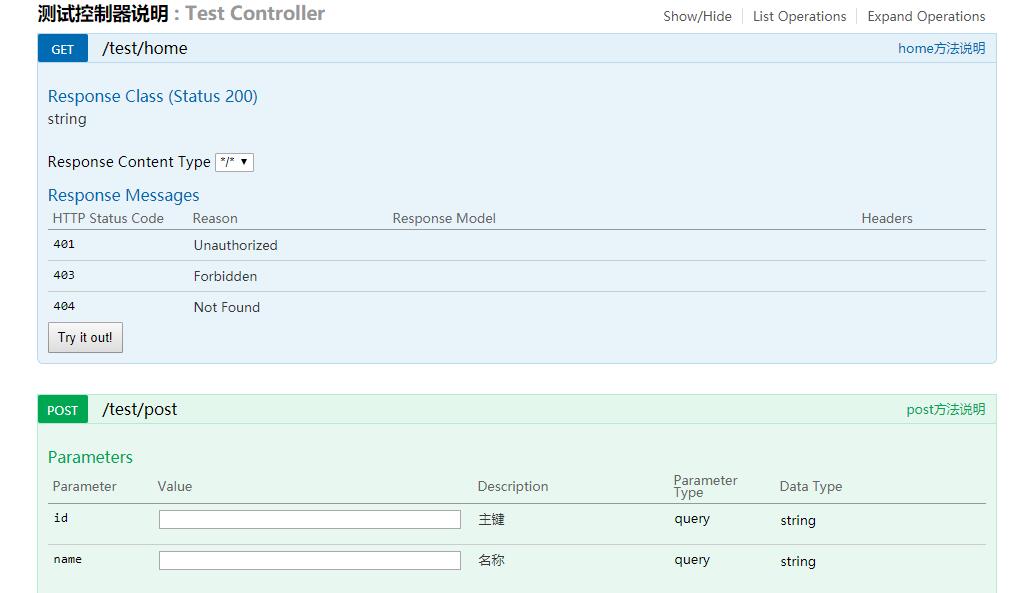 测试控制器说明 : Test Controller Show/Hide List Operations Expand Operations
GET /test/home home方法说明
Response Class (Status 200)
string
Response Content Type */*
Response Messages
HTTP Status Code Reason Response Model Headers
401 Unauthorized
403 Forbidden
404 Not Found
Try it out!
POST /test/post post方法说明
Parameters
Parameter Value Description Parameter Type Data Type
id 主键 query string
name 名称 query string